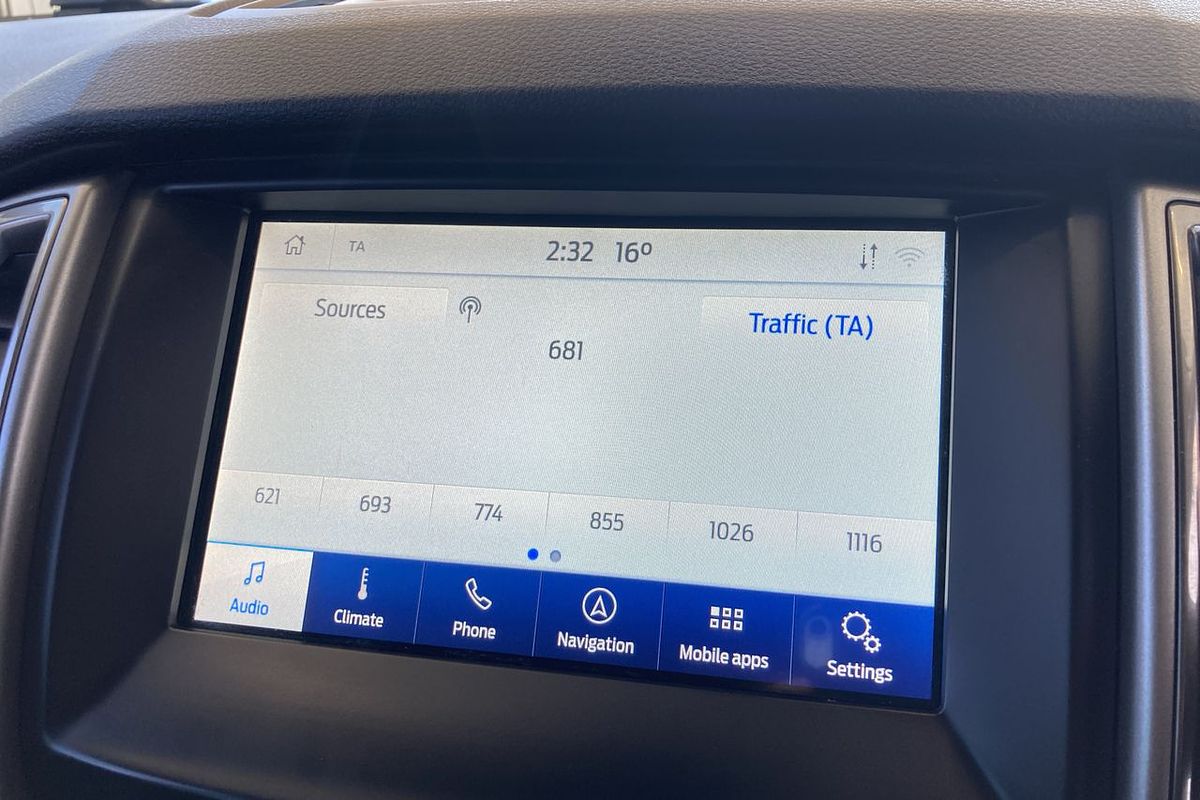 TA 2:32 16º
Sources Traffic (TA)
681
621 693 774 855 1026 1116
Audio Climate Phone Navigation Mobile apps Settings